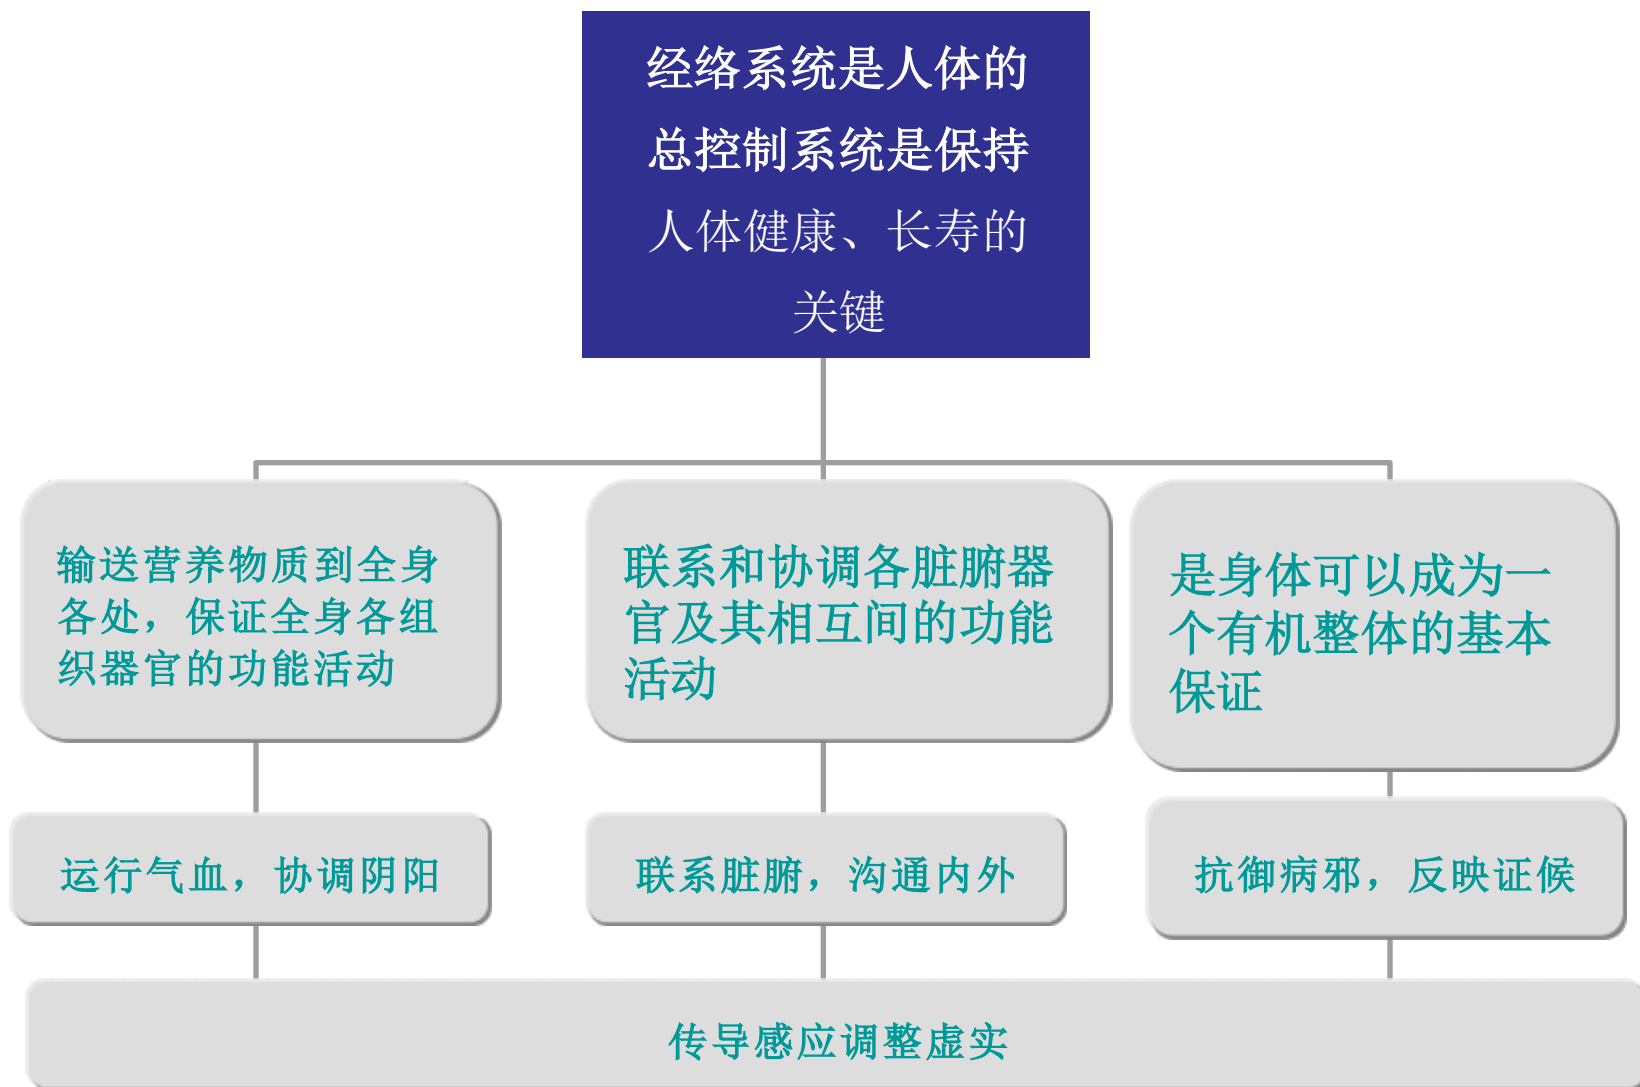 经络系统是人体的
总控制系统是保持
人体健康、长寿的
关键
输送营养物质到全身
各处，保证全身各组
织器官的功能活动
联系和协调各脏腑器
官及其相互间的功能
活动
是身体可以成为一
个有机整体的基本
保证
运行气血，协调阴阳
联系脏腑，沟通内外
抗御病邪，反映证候
传导感应调整虚实